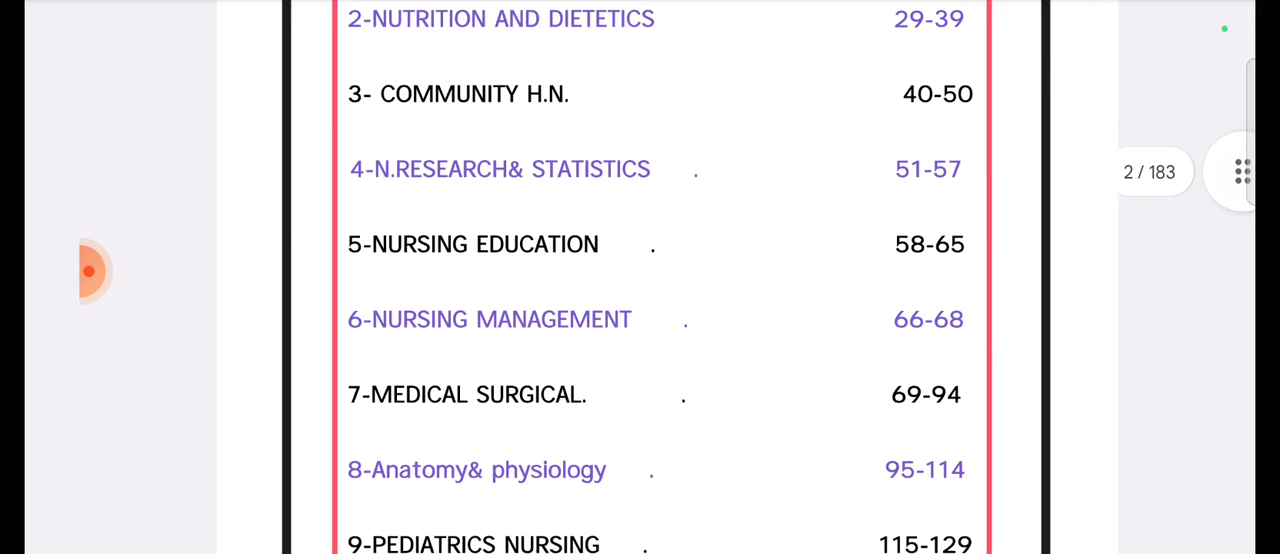 2-NUTRITION AND DIETETICS 29-39
3- COMMUNITY H.N. 40-50
4-N.RESEARCH& STATISTICS . 51-57
2 / 183
5-NURSING EDUCATION . 58-65
6-NURSING MANAGEMENT . 66-68
7-MEDICAL SURGICAL. . 69-94
8-Anatomy& physiology . 95-114
9-PEDIATRICS NURSING . 115-129